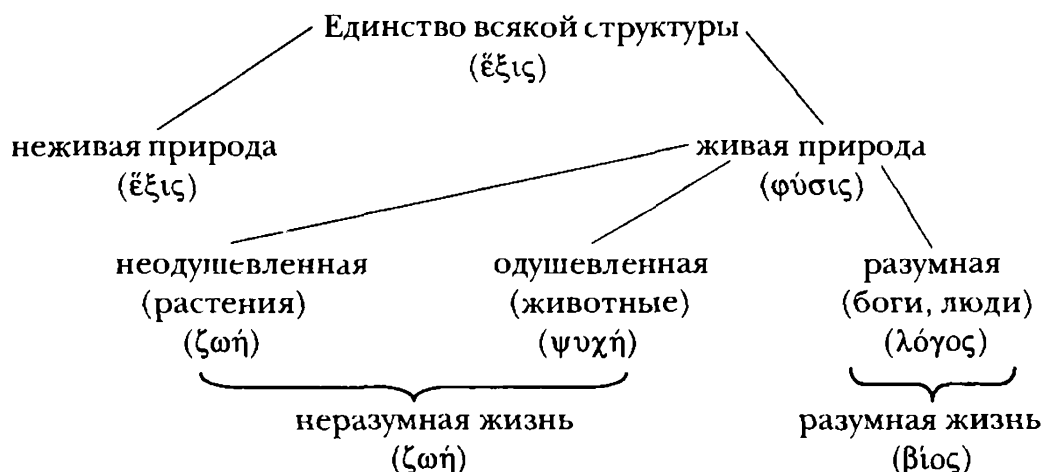 Единство всякой структуры
(ἕξις)
неживая природа
(ἕξις)
живая природа
(φύσις)
неодушевленная
(растения)
(ζωή)
одушевленная
(животные)
(ψυχή)
разумная
(боги, люди)
(λόγος)
неразумная жизнь
(ζωή)
разумная жизнь
(βίος)